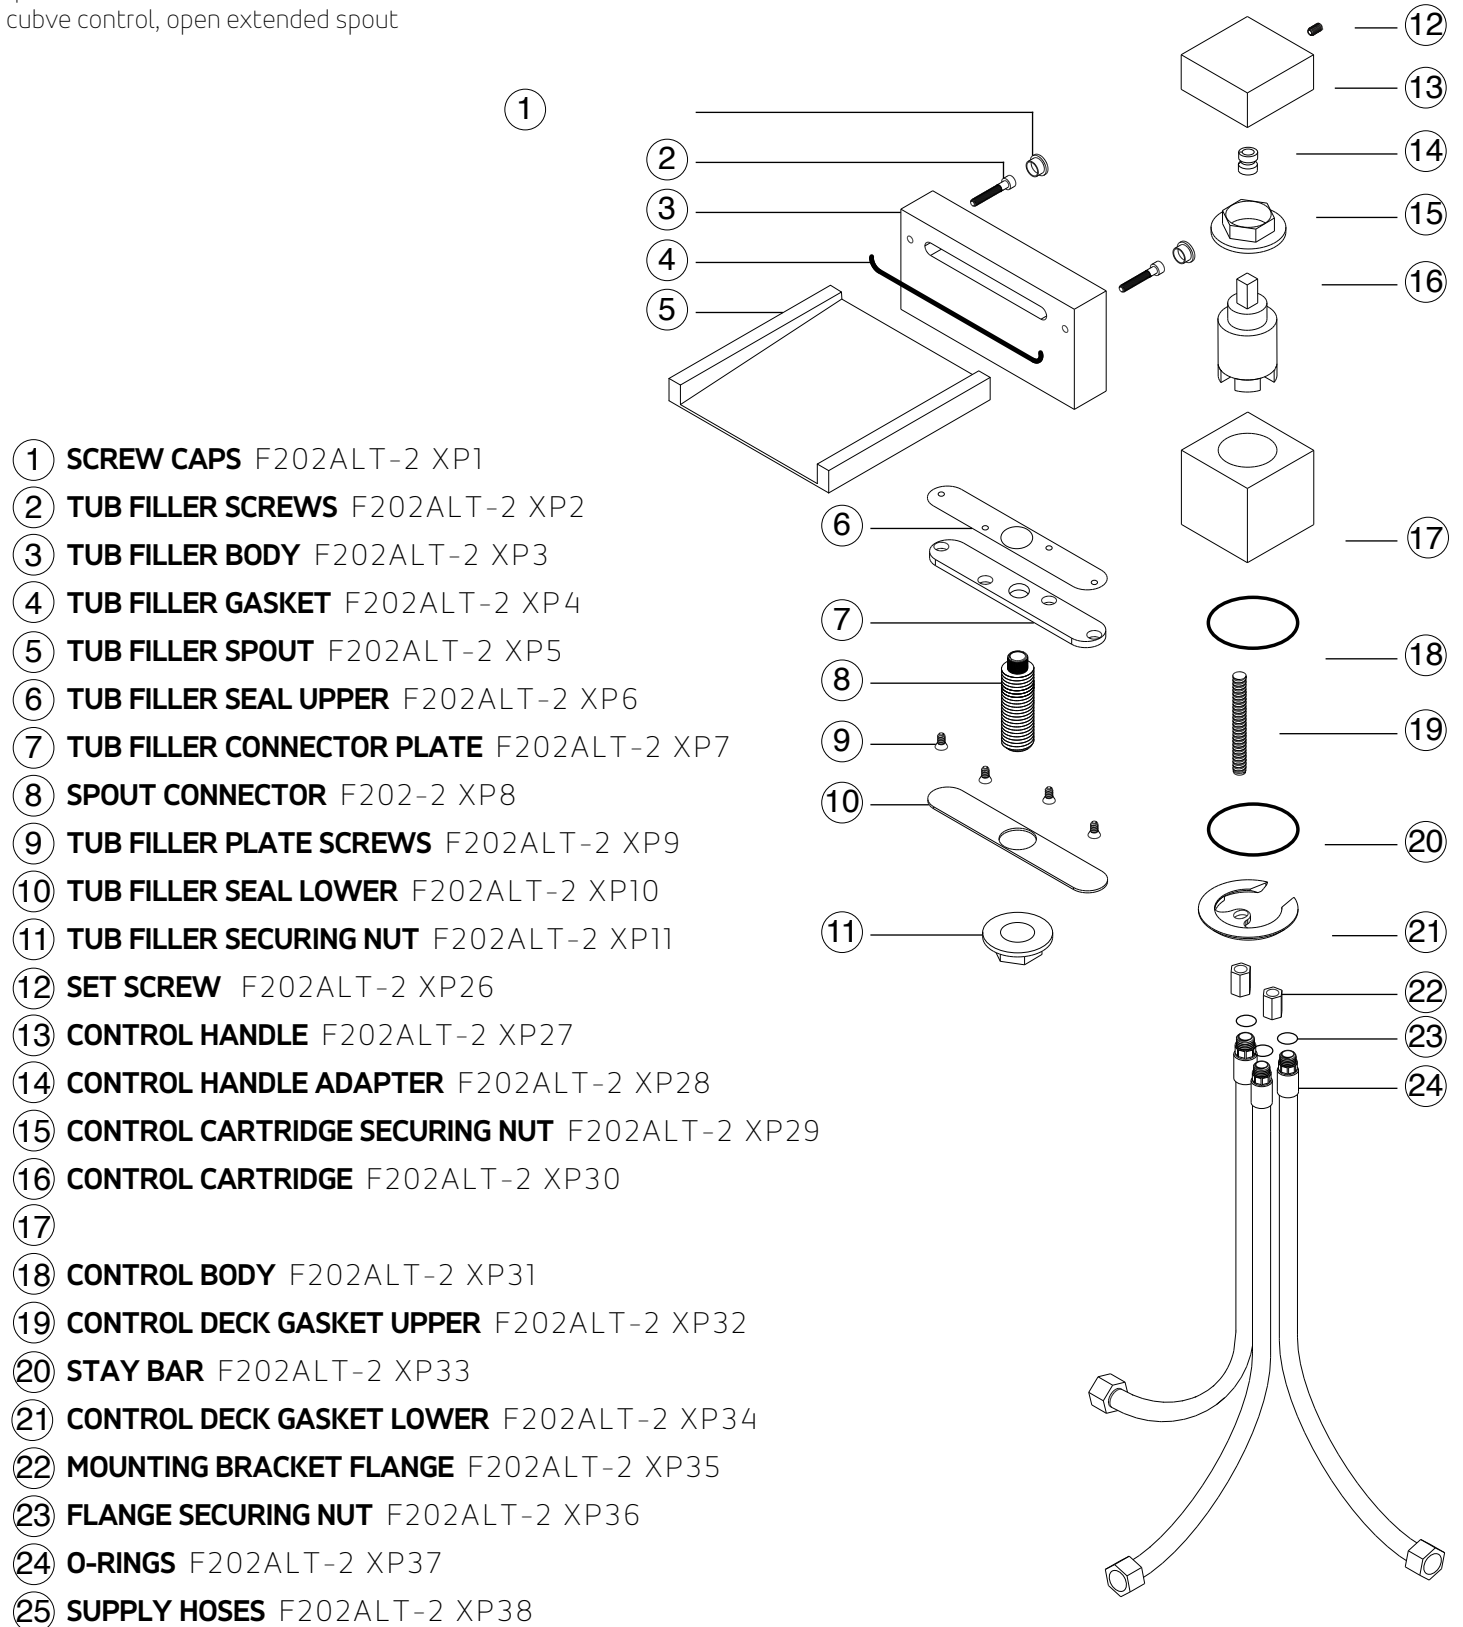 cubve control, open extended spout
1
2
3
4
5
6
7
8
9
10
11
12
13
14
15
16
17
18
19
20
21
22
23
24
1 SCREW CAPS F202ALT-2 XP1
2 TUB FILLER SCREWS F202ALT-2 XP2
3 TUB FILLER BODY F202ALT-2 XP3
4 TUB FILLER GASKET F202ALT-2 XP4
5 TUB FILLER SPOUT F202ALT-2 XP5
6 TUB FILLER SEAL UPPER F202ALT-2 XP6
7 TUB FILLER CONNECTOR PLATE F202ALT-2 XP7
8 SPOUT CONNECTOR F202-2 XP8
9 TUB FILLER PLATE SCREWS F202ALT-2 XP9
10 TUB FILLER SEAL LOWER F202ALT-2 XP10
11 TUB FILLER SECURING NUT F202ALT-2 XP11
12 SET SCREW F202ALT-2 XP26
13 CONTROL HANDLE F202ALT-2 XP27
14 CONTROL HANDLE ADAPTER F202ALT-2 XP28
15 CONTROL CARTRIDGE SECURING NUT F202ALT-2 XP29
16 CONTROL CARTRIDGE F202ALT-2 XP30
17
18 CONTROL BODY F202ALT-2 XP31
19 CONTROL DECK GASKET UPPER F202ALT-2 XP32
20 STAY BAR F202ALT-2 XP33
21 CONTROL DECK GASKET LOWER F202ALT-2 XP34
22 MOUNTING BRACKET FLANGE F202ALT-2 XP35
23 FLANGE SECURING NUT F202ALT-2 XP36
24 O-RINGS F202ALT-2 XP37
25 SUPPLY HOSES F202ALT-2 XP38